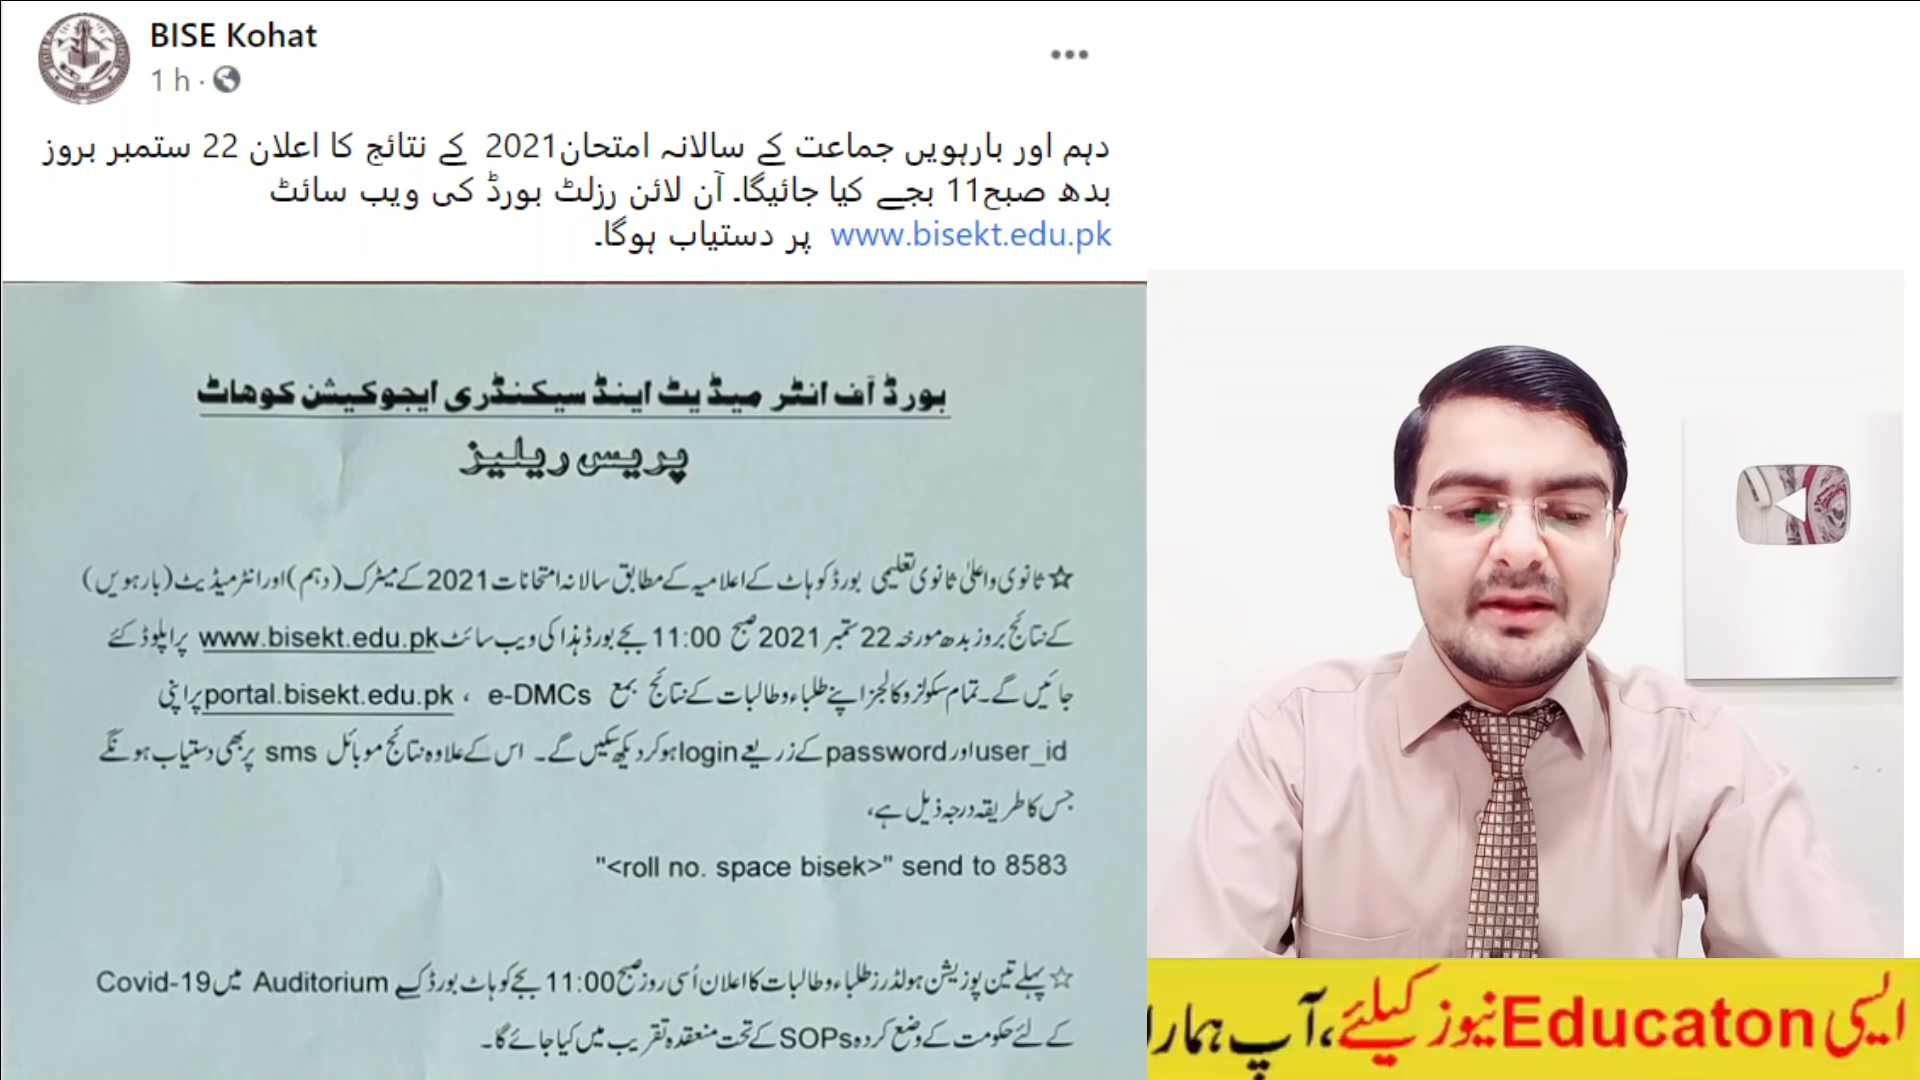 BISE Kohat
1 h ·
دہم اور بارہویں جماعت کے سالانہ امتحان2021 کے نتائج کا اعلان 22 ستمبر بروز
بدھ صبح11 بجے کیا جائیگا۔ آن لائن رزلٹ بورڈ کی ویب سائٹ
www.bisekt.edu.pk پر دستیاب ہوگا۔
بورڈ آف انٹر میڈیٹ اینڈ سیکنڈری ایجوکیشن کوہاٹ
پریس ریلیز
☆ ثانوی و اعلیٰ ثانوی تعلیمی بورڈ کوہاٹ کے اعلامیہ کے مطابق سالانہ امتحانات 2021 کے میٹرک (دہم) اور انٹرمیڈیٹ (بارہویں)
کے نتائج بروز بدھ مورخہ 22 ستمبر 2021 صبح 11:00 بجے بورڈ ہذا کی ویب سائٹ www.bisekt.edu.pk پر اپلوڈ کئے
جائیں گے۔ تمام سکولز و کالجز اپنے طلباء و طالبات کے نتائج بمع e-DMCs ، portal.bisekt.edu.pk پر اپنی
user_id اور password کے زریعے login ہو کر دیکھ سکیں گے۔ اس کے علاوہ نتائج موبائل sms پر بھی دستیاب ہونگے
جس کا طریقہ درجہ ذیل ہے،
"<roll no. space bisek>" send to 8583
☆ پہلے تین پوزیشن ہولڈرز طلباء و طالبات کا اعلان اُسی روز صبح 11:00 بجے کوہاٹ بورڈ کے Auditorium میں Covid-19
کے لئے حکومت کے وضع کردہ SOPs کے تحت منعقدہ تقریب میں کیا جائے گا۔
ایسی Educaton نیوز کیلئے، آپ ہمارا